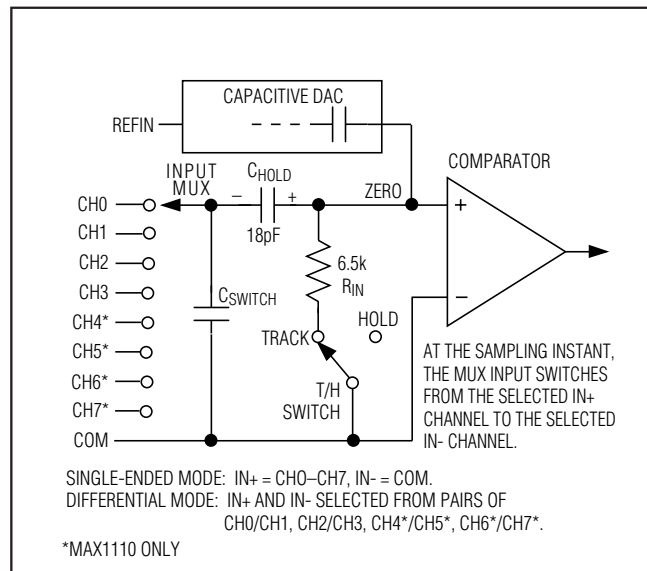 CAPACITIVE DAC
REFIN
COMPARATOR
INPUT
MUX
CHOLD
– +
ZERO
+
18pF
CH0
CH1
CH2
CH3
CH4*
CH5*
CH6*
CH7*
COM
CSWITCH
6.5k
RIN
–
HOLD
TRACK
T/H
SWITCH
AT THE SAMPLING INSTANT,
THE MUX INPUT SWITCHES
FROM THE SELECTED IN+
CHANNEL TO THE SELECTED
IN- CHANNEL.
SINGLE-ENDED MODE: IN+ = CHO–CH7, IN- = COM.
DIFFERENTIAL MODE: IN+ AND IN- SELECTED FROM PAIRS OF
CH0/CH1, CH2/CH3, CH4*/CH5*, CH6*/CH7*.
*MAX1110 ONLY